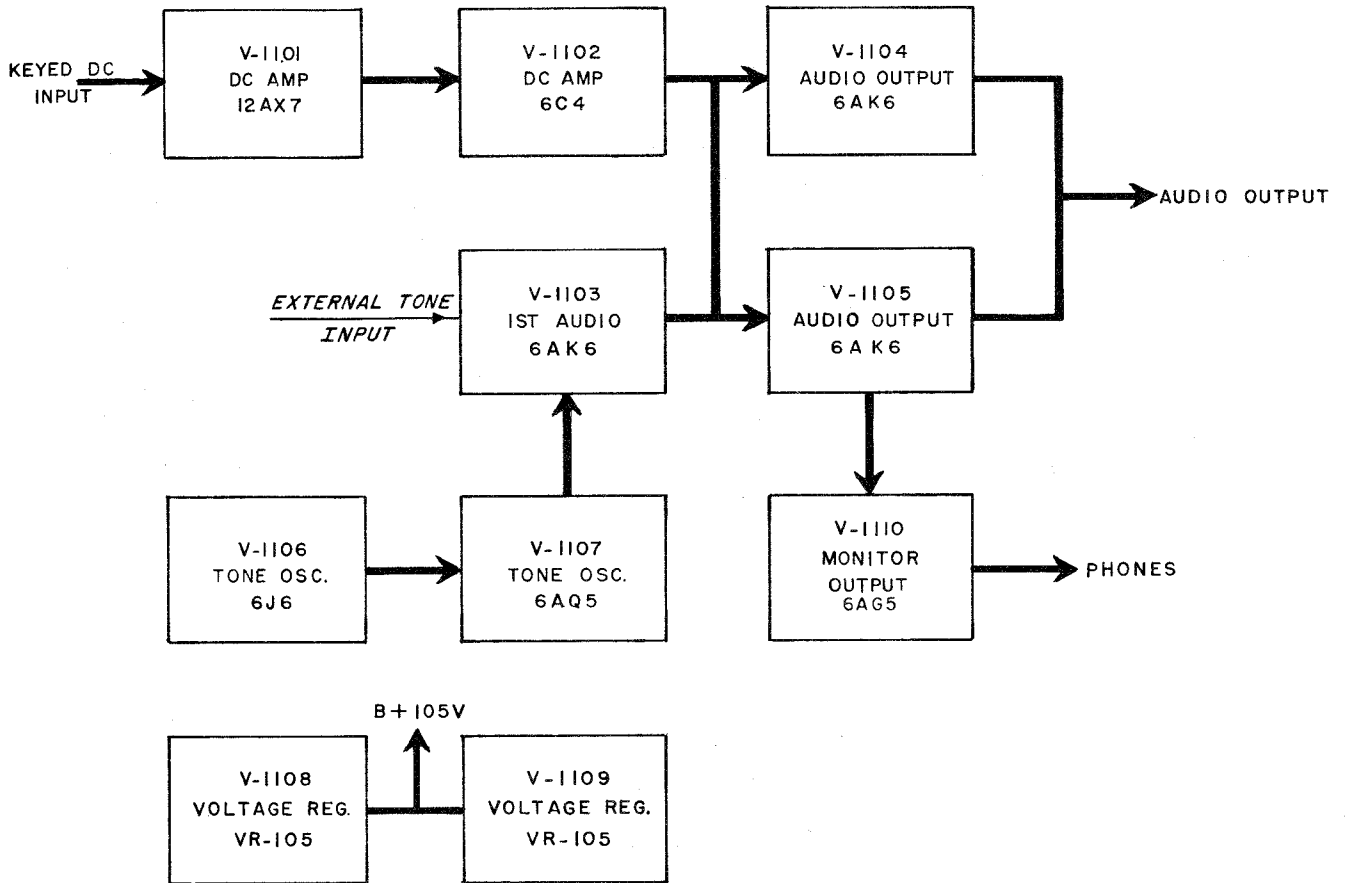 KEYED DC
INPUT
V-1101
DC AMP
12AX7
V-1102
DC AMP
6C4
V-1104
AUDIO OUTPUT
6AK6
AUDIO OUTPUT
EXTERNAL TONE
INPUT
V-1103
1ST AUDIO
6AK6
V-1105
AUDIO OUTPUT
6AK6
V-1106
TONE OSC.
6J6
V-1107
TONE OSC.
6AQ5
V-1110
MONITOR
OUTPUT
6AG5
PHONES
B+105V
V-1108
VOLTAGE REG.
VR-105
V-1109
VOLTAGE REG.
VR-105